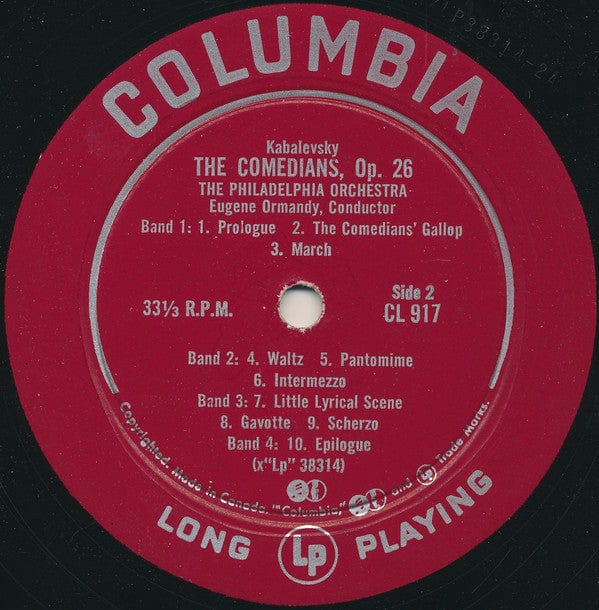 COLUMBIA
Kabalevsky
THE COMEDIANS, Op. 26
THE PHILADELPHIA ORCHESTRA
Eugene Ormandy, Conductor
Band 1: 1. Prologue 2. The Comedians' Gallop
3. March
33⅓ R.P.M.
Side 2
CL 917
Band 2: 4. Waltz 5. Pantomime
6. Intermezzo
Band 3: 7. Little Lyrical Scene
8. Gavotte 9. Scherzo
Band 4: 10. Epilogue
(x"Lp" 38314)
Copyrighted. Made in Canada. "Columbia," and Lp Trade Marks.
LONG Lp PLAYING